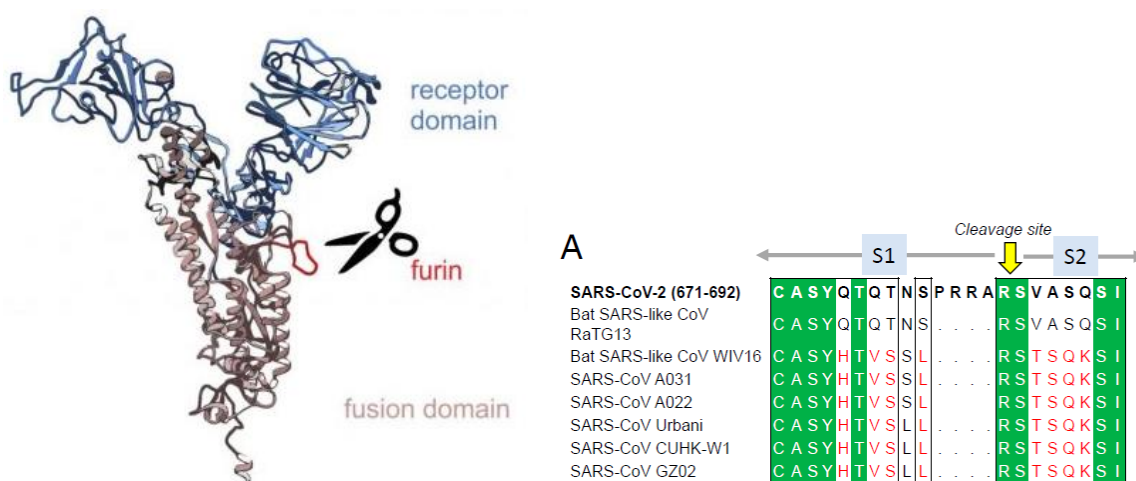 receptor
domain
furin
fusion domain
A
Cleavage site
S1 S2
SARS-CoV-2 (671-692) C A S Y Q T Q T N S P R R A R S V A S Q S I
Bat SARS-like CoV
RaTG13 C A S Y Q T Q T N S . . . . R S V A S Q S I
Bat SARS-like CoV WIV16 C A S Y H T V S S L . . . . R S T S Q K S I
SARS-CoV A031 C A S Y H T V S S L . . . . R S T S Q K S I
SARS-CoV A022 C A S Y H T V S S L . . . . R S T S Q K S I
SARS-CoV Urbani C A S Y H T V S L L . . . . R S T S Q K S I
SARS-CoV CUHK-W1 C A S Y H T V S L L . . . . R S T S Q K S I
SARS-CoV GZ02 C A S Y H T V S L L . . . . R S T S Q K S I